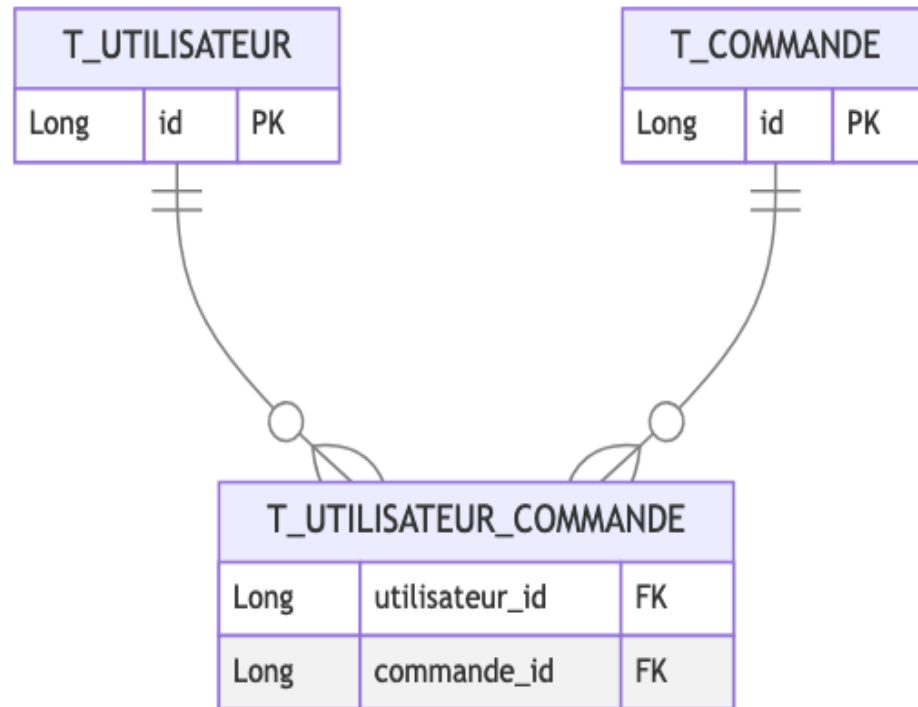 T_UTILISATEUR
Long id PK
T_COMMANDE
Long id PK
T_UTILISATEUR_COMMANDE
Long utilisateur_id FK
Long commande_id FK